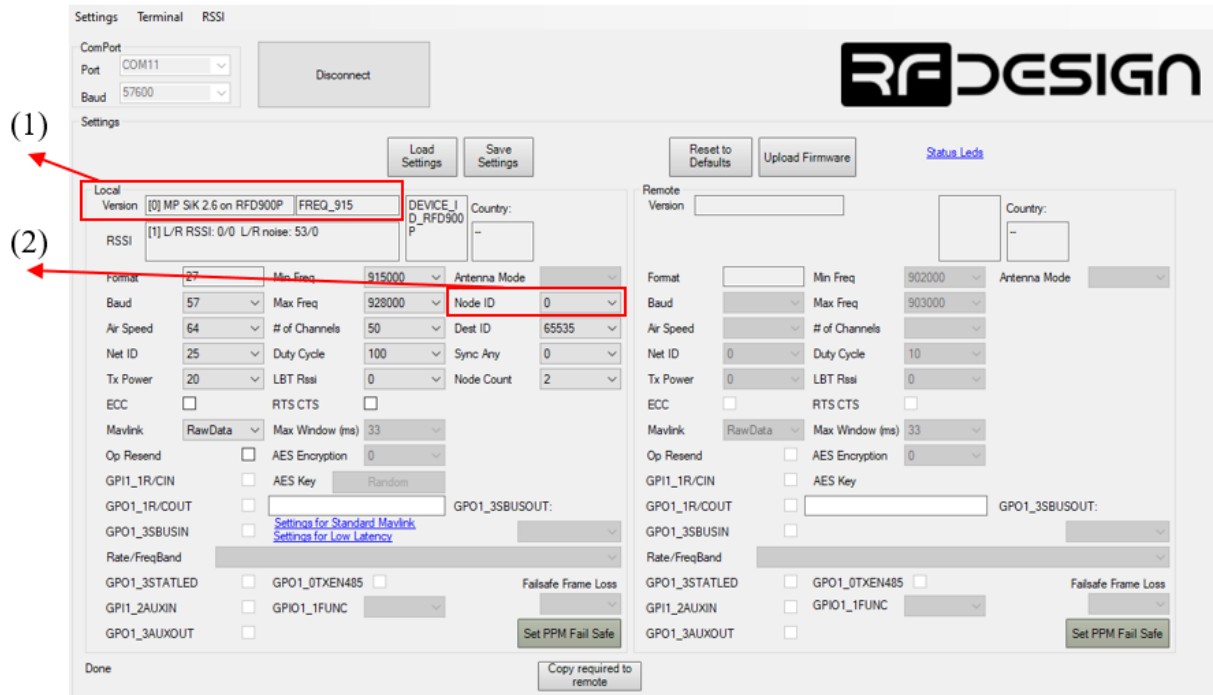 Settings Terminal RSSI
ComPort
Port COM11
Baud 57600
Disconnect
RFDESIGN
Settings
(1)
Load Settings
Save Settings
Reset to Defaults
Upload Firmware
Status Leds
Local
Version [0] MP SiK 2.6 on RFD900P FREQ_915
DEVICE_I
D_RFD900
P
Country:
--
RSSI [1] L/R RSSI: 0/0 L/R noise: 53/0
(2)
Format 27 Min Freq 915000 Antenna Mode
Baud 57 Max Freq 928000 Node ID 0
Air Speed 64 # of Channels 50 Dest ID 65535
Net ID 25 Duty Cycle 100 Sync Any 0
Tx Power 20 LBT Rssi 0 Node Count 2
ECC RTS CTS
Mavlink RawData Max Window (ms) 33
Op Resend AES Encryption 0
GPI1_1R/CIN AES Key Random
GPO1_1R/COUT GPO1_3SBUSOUT:
GPO1_3SBUSIN Settings for Standard Mavlink
Settings for Low Latency
Rate/FreqBand
GPO1_3STATLED GPO1_0TXEN485 Failsafe Frame Loss
GPI1_2AUXIN GPIO1_1FUNC
GPO1_3AUXOUT Set PPM Fail Safe
Remote
Version
Country:
--
Format Min Freq 902000 Antenna Mode
Baud Max Freq 903000
Air Speed # of Channels
Net ID 0 Duty Cycle 10
Tx Power 0 LBT Rssi 0
ECC RTS CTS
Mavlink RawData Max Window (ms) 33
Op Resend AES Encryption 0
GPI1_1R/CIN AES Key
GPO1_1R/COUT GPO1_3SBUSOUT:
GPO1_3SBUSIN
Rate/FreqBand
GPO1_3STATLED GPO1_0TXEN485 Failsafe Frame Loss
GPI1_2AUXIN GPIO1_1FUNC
GPO1_3AUXOUT Set PPM Fail Safe
Done
Copy required to
remote